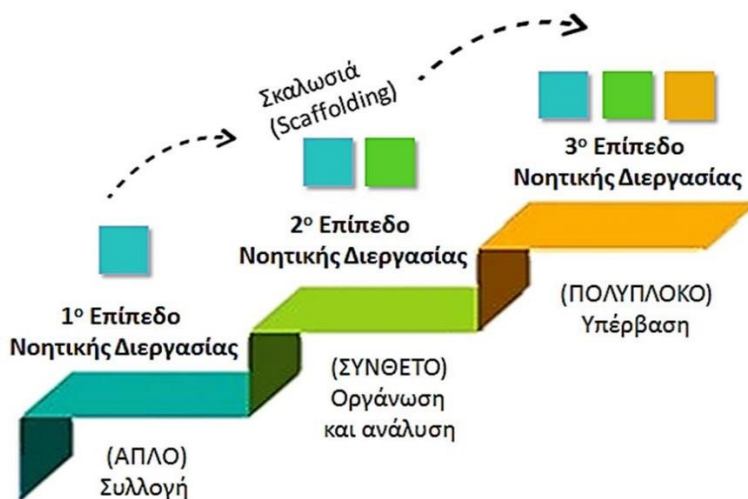 Σκαλωσιά
(Scaffolding)
1ο Επίπεδο
Νοητικής Διεργασίας
(ΑΠΛΟ)
Συλλογή
2ο Επίπεδο
Νοητικής Διεργασίας
(ΣΥΝΘΕΤΟ)
Οργάνωση
και ανάλυση
3ο Επίπεδο
Νοητικής Διεργασίας
(ΠΟΛΥΠΛΟΚΟ)
Υπέρβαση